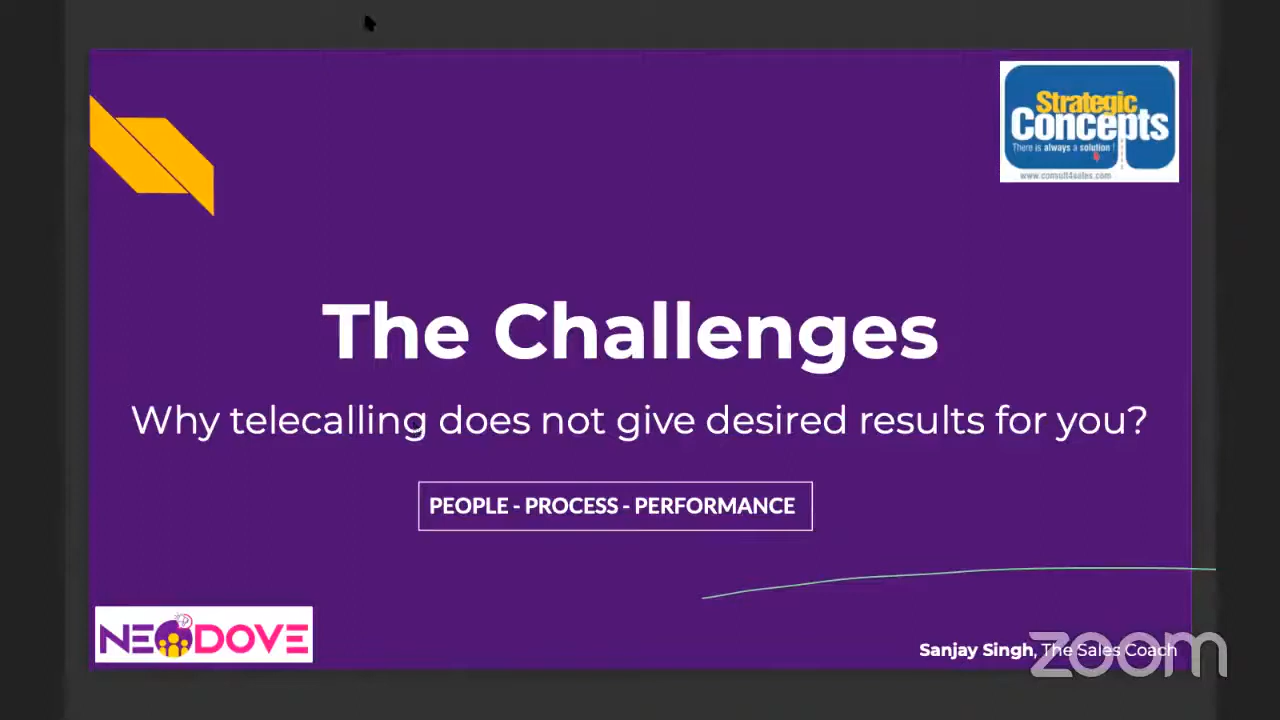 Strategic
Concepts
There is always a solution !
www.consult4sales.com
The Challenges
Why telecalling does not give desired results for you?
PEOPLE - PROCESS - PERFORMANCE
NEODOVE
Sanjay Singh, The Sales Coach
zoom